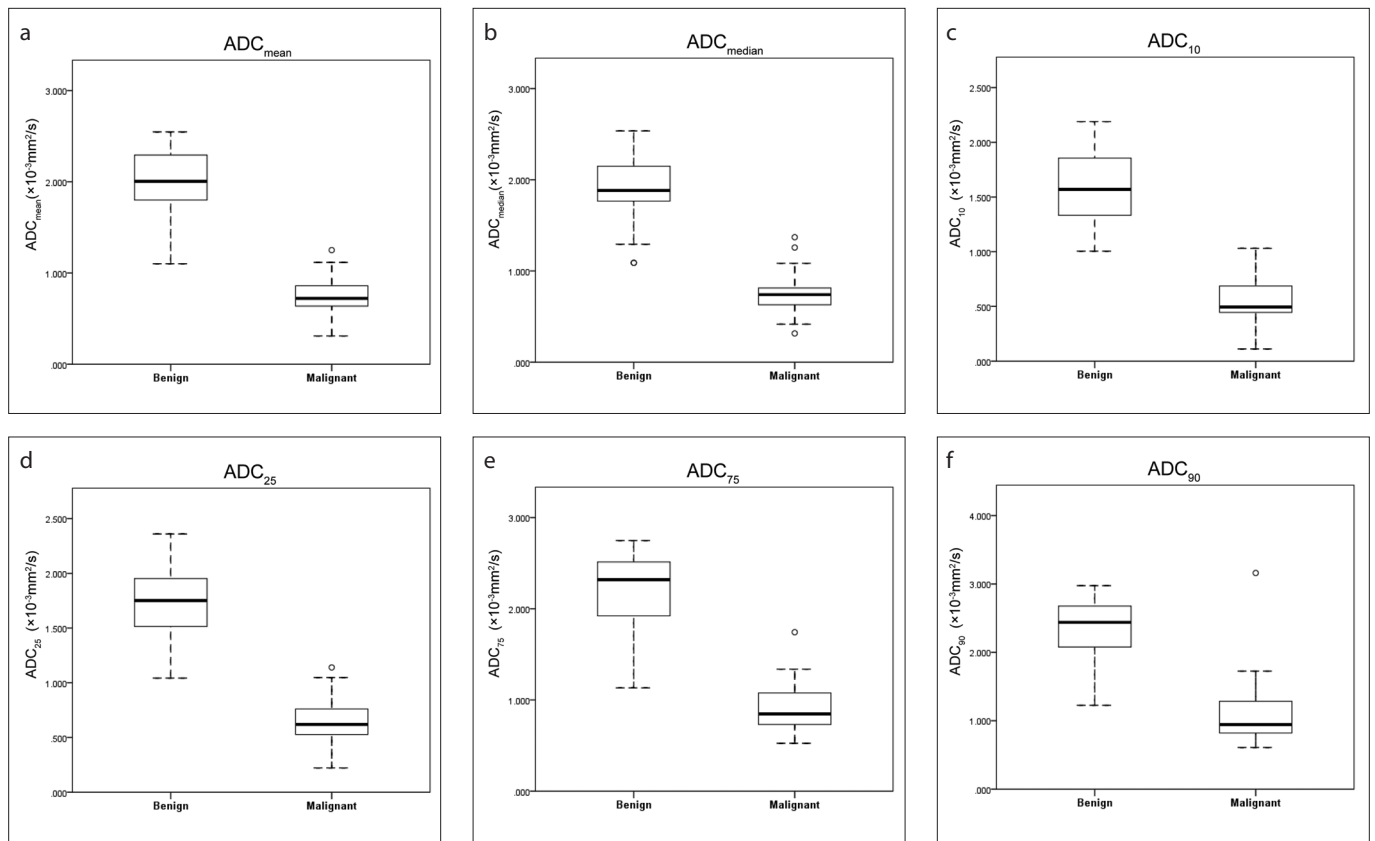 a
ADCmean
ADCmean(×10-3mm2/s)
3.000
2.000
1.000
.000
Benign
Malignant
b
ADCmedian
ADCmedian(×10-3mm2/s)
3.000
2.000
1.000
.000
Benign
Malignant
c
ADC10
ADC10 (×10-3mm2/s)
2.500
2.000
1.500
1.000
.500
.000
Benign
Malignant
d
ADC25
ADC25 (×10-3mm2/s)
2.500
2.000
1.500
1.000
.500
.000
Benign
Malignant
e
ADC75
ADC75 (×10-3mm2/s)
3.000
2.000
1.000
.000
Benign
Malignant
f
ADC90
ADC90 (×10-3mm2/s)
4.000
3.000
2.000
1.000
.000
Benign
Malignant